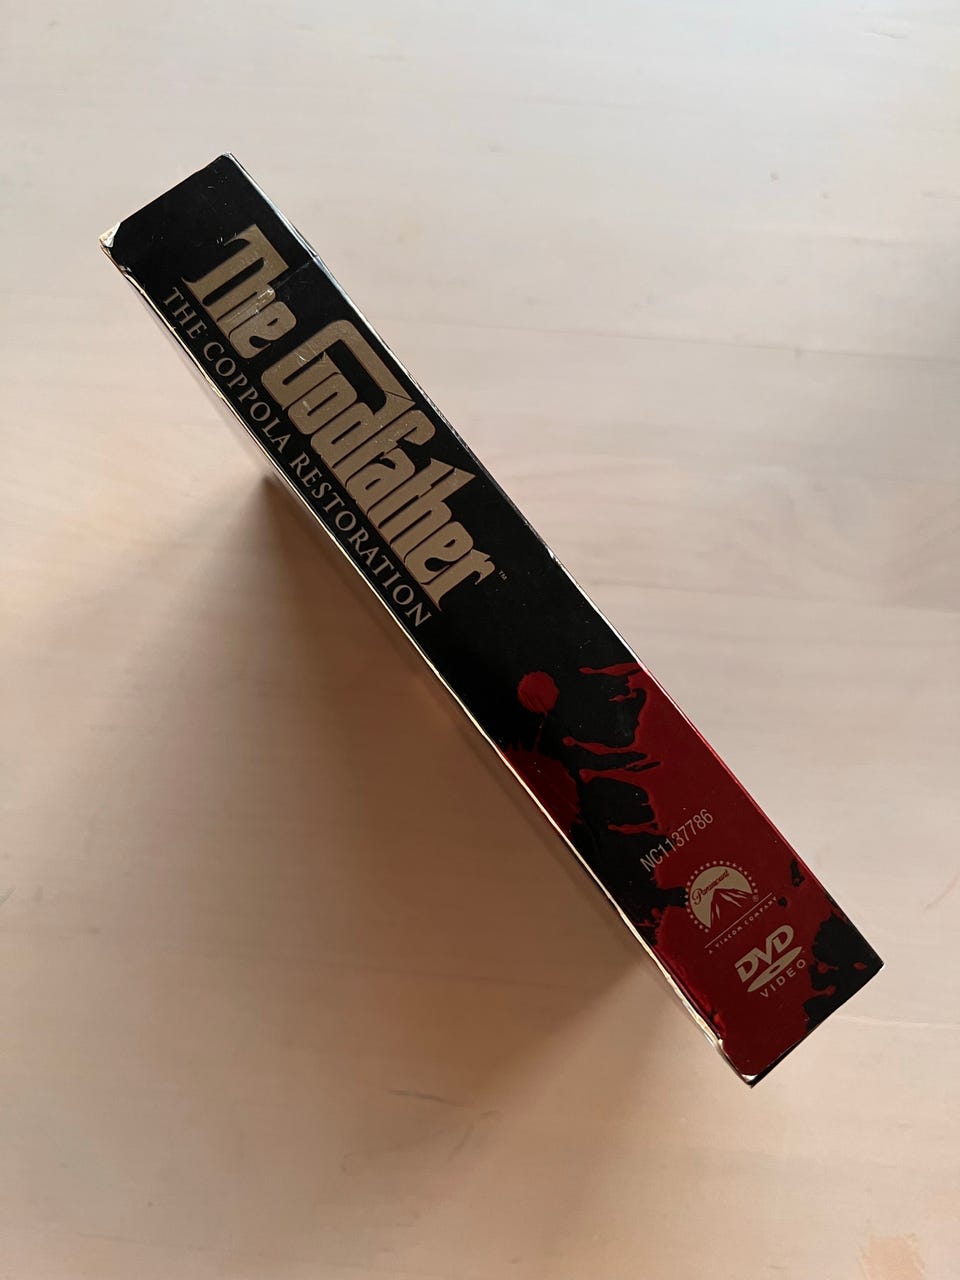 The Godfather™
THE COPPOLA RESTORATION
NC1137786
Paramount
®
A VIACOM COMPANY
DVD
VIDEO